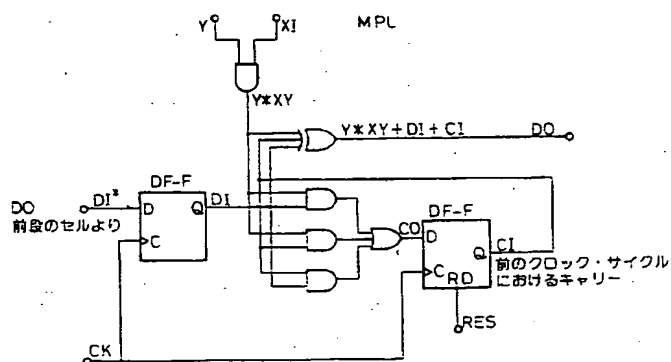 Y XI MPL
Y*XY
Y*XY+DI+CI DO
DF-F
DO DI² D Q DI
前段のセルより
C
DF-F
CO D
Q CI
C RD
前のクロック・サイクル
におけるキャリー
RES
CK